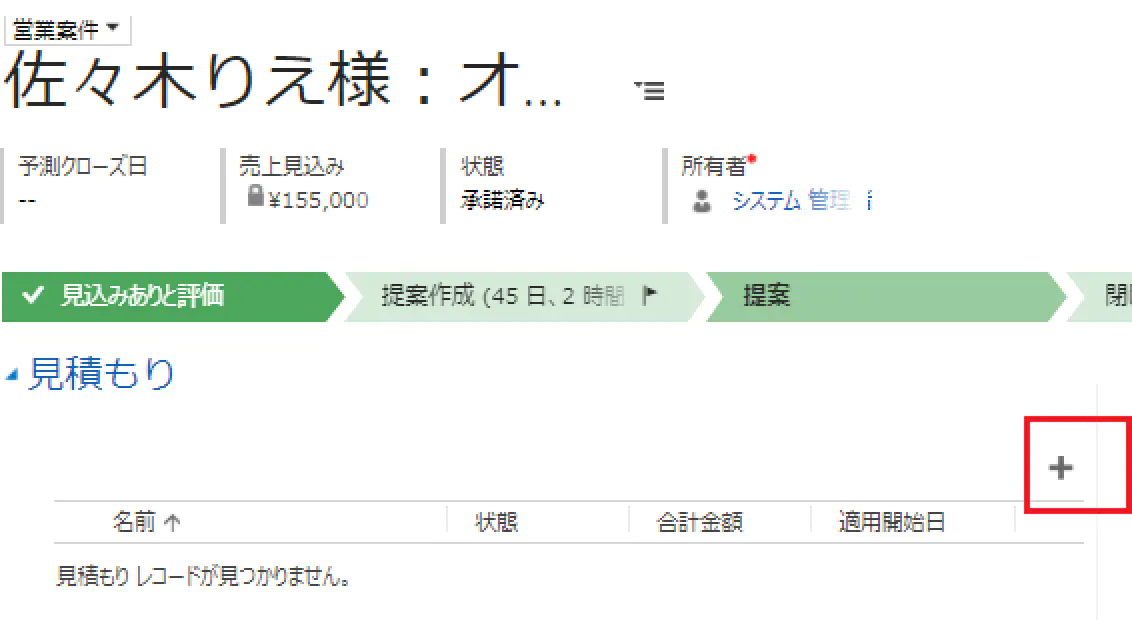 営業案件
佐々木りえ様：オ...
予測クローズ日 売上見込み 状態 所有者*
-- ¥155,000 承諾済み システム 管理
見込みありと評価 提案作成 (45 日、2 時間 提案
見積もり
名前 状態 合計金額 適用開始日
見積もり レコードが見つかりません。